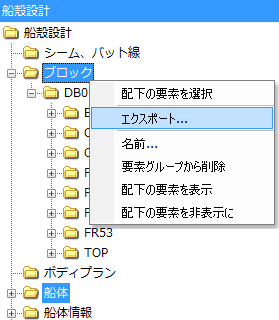 船殻設計
船殻設計
シーム、バット線
ブロック
DB0
配下の要素を選択
エクスポート...
名前...
要素グループから削除
配下の要素を表示
配下の要素を非表示に
FR53
TOP
ボディプラン
船体
船体情報